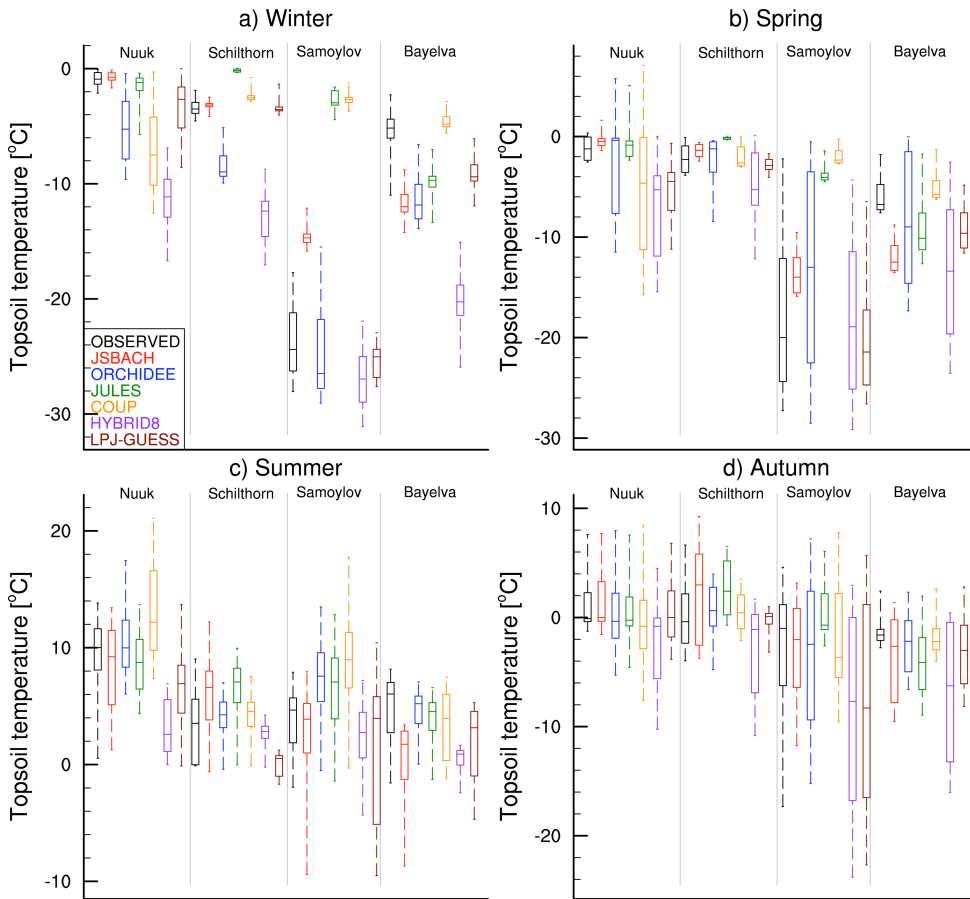 a) Winter
Nuuk Schilthorn Samoylov Bayelva
Topsoil temperature [°C]
0
-10
-20
-30
OBSERVED
JSBACH
ORCHIDEE
JULES
COUP
HYBRID8
LPJ-GUESS
b) Spring
Nuuk Schilthorn Samoylov Bayelva
Topsoil temperature [°C]
0
-10
-20
-30
c) Summer
Nuuk Schilthorn Samoylov Bayelva
Topsoil temperature [°C]
20
10
0
-10
d) Autumn
Nuuk Schilthorn Samoylov Bayelva
Topsoil temperature [°C]
10
0
-10
-20